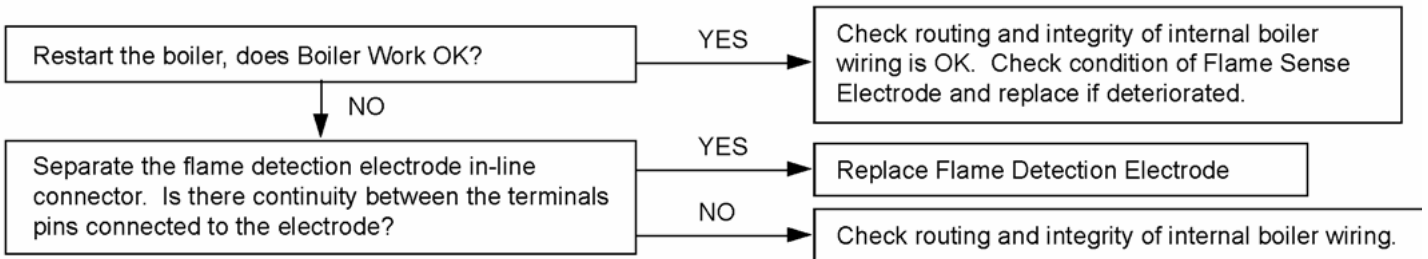 Restart the boiler, does Boiler Work OK?
YES
Check routing and integrity of internal boiler
wiring is OK.  Check condition of Flame Sense
Electrode and replace if deteriorated.
NO
Separate the flame detection electrode in-line
connector.  Is there continuity between the terminals
pins connected to the electrode?
YES
Replace Flame Detection Electrode
NO
Check routing and integrity of internal boiler wiring.